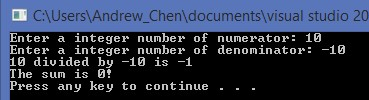 C:\Users\Andrew_Chen\documents\visual studio 20
Enter a integer number of numerator: 10
Enter a integer number of denominator: -10
10 divided by -10 is -1
The sum is 0!
Press any key to continue . . .